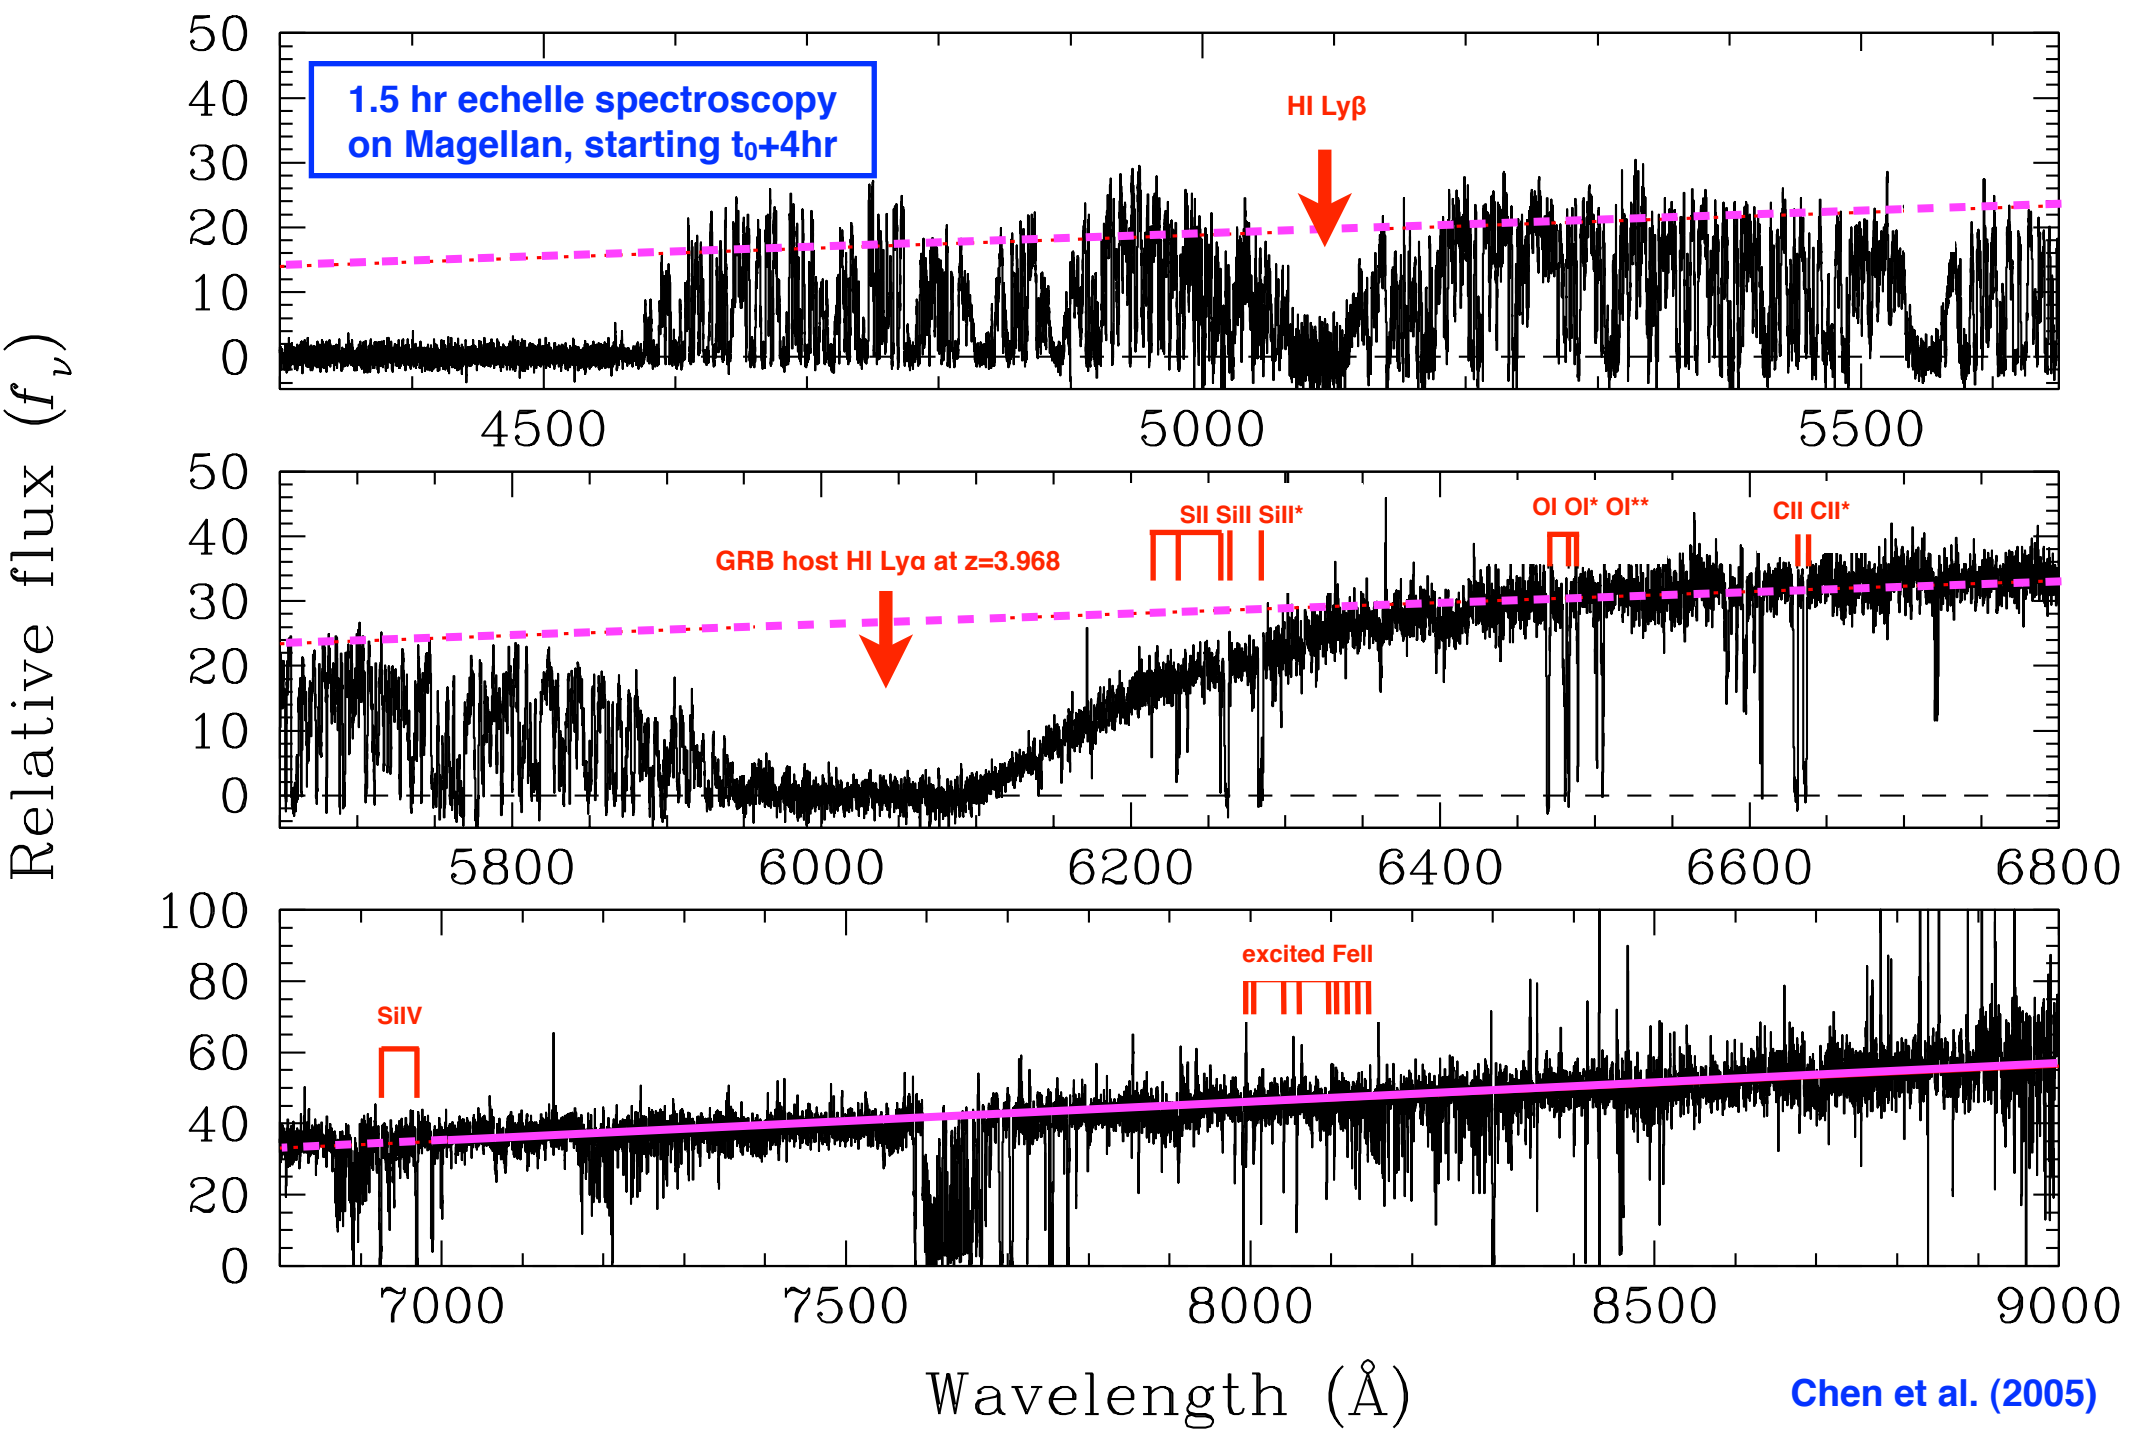 50
40
30
20
10
0
1.5 hr echelle spectroscopy
on Magellan, starting t₀+4hr
HI Lyβ
4500 5000 5500
Relative flux (f ν)
50
40
30
20
10
0
GRB host HI Lyα at z=3.968
SII SiII SiII*
OI OI* OI**
CII CII*
5800 6000 6200 6400 6600 6800
100
80
60
40
20
0
SiIV
excited FeII
7000 7500 8000 8500 9000
Wavelength (Å)
Chen et al. (2005)